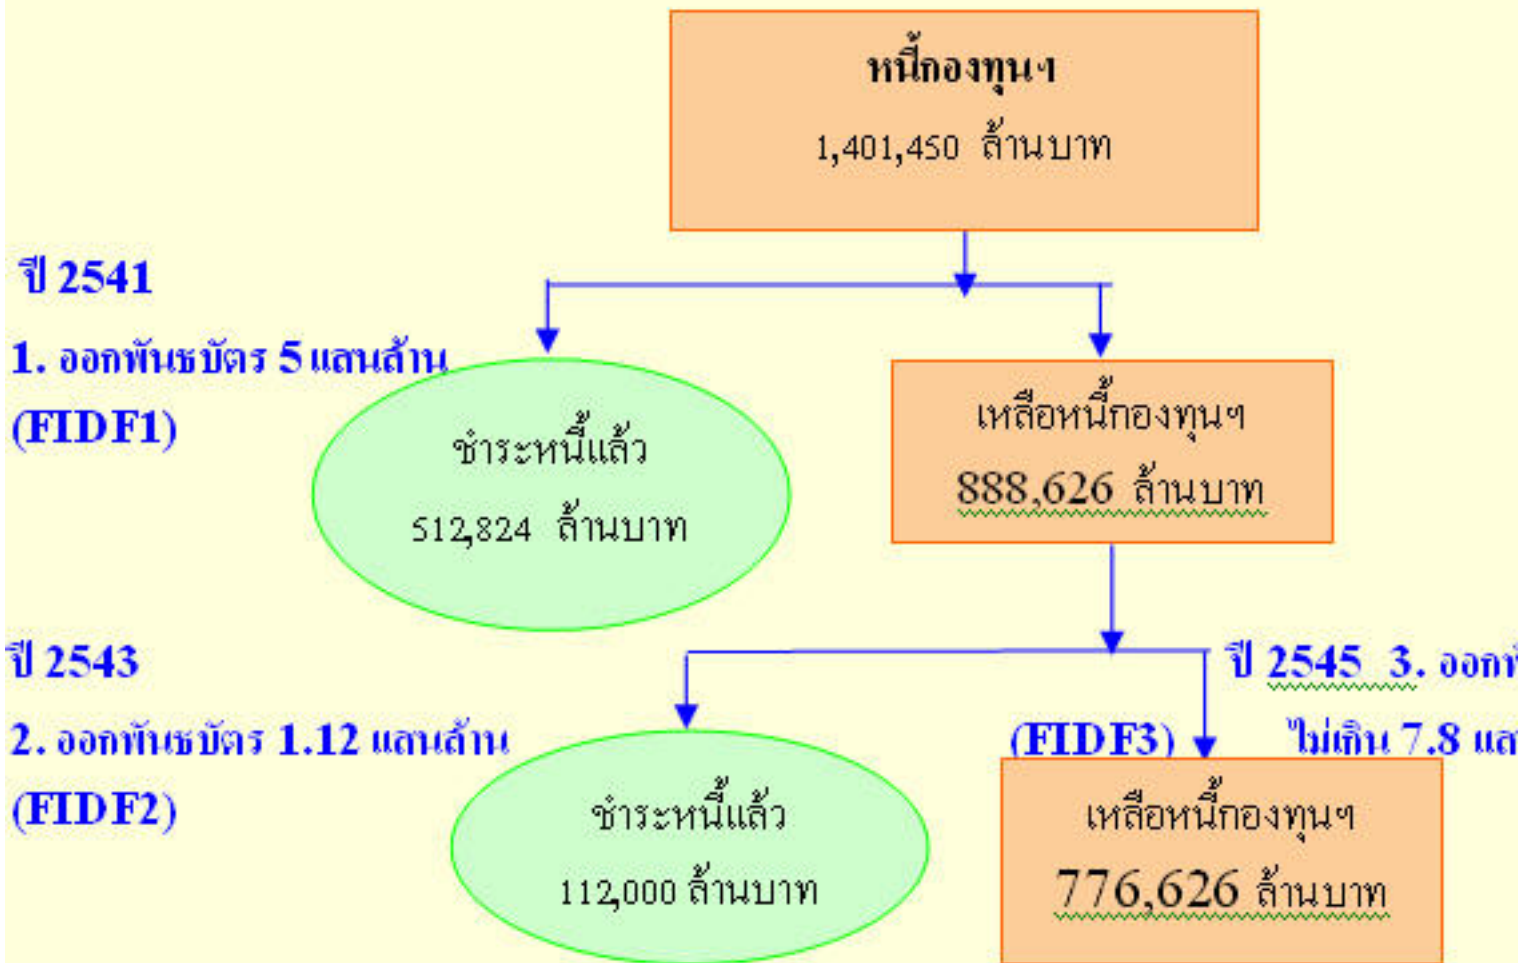 หนี้กองทุนฯ
1,401,450 ล้านบาท
ปี 2541
1. ออกพันธบัตร 5 แสนล้าน
(FIDF1)
ชำระหนี้แล้ว
512,824 ล้านบาท
เหลือหนี้กองทุนฯ
888,626 ล้านบาท
ปี 2543
2. ออกพันธบัตร 1.12 แสนล้าน
(FIDF2)
ปี 2545 3.
(FIDF3) ไม่เกิน 7.8
ชำระหนี้แล้ว
112,000 ล้านบาท
เหลือหนี้กองทุนฯ
776,626 ล้านบาท